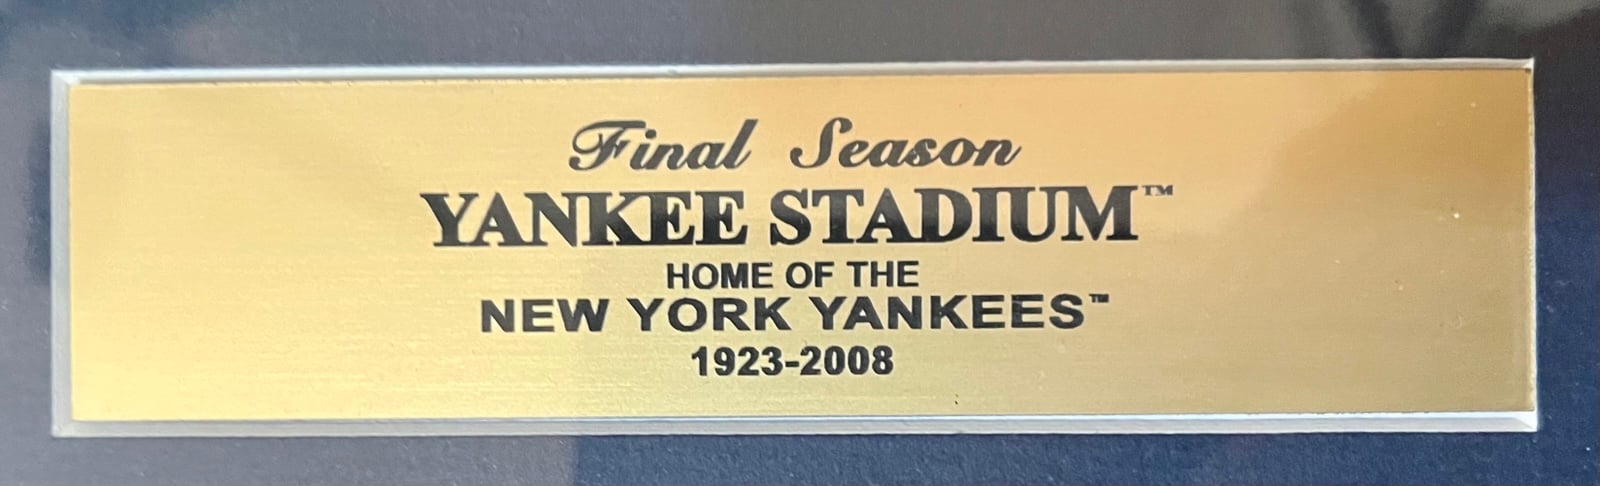 Final Season
YANKEE STADIUM™
HOME OF THE
NEW YORK YANKEES™
1923-2008